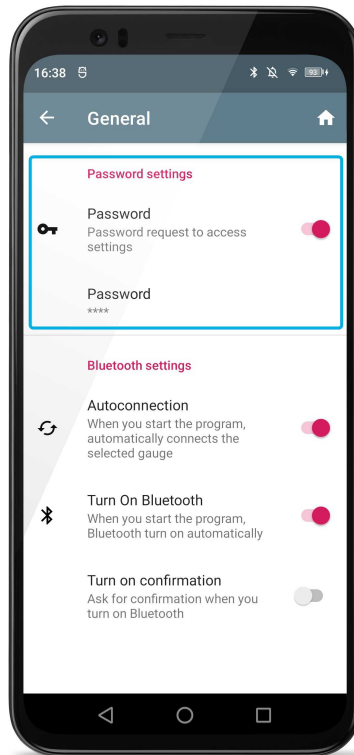 16:38
93
General
Password settings
Password
Password request to access
settings
Password
****
Bluetooth settings
Autoconnection
When you start the program,
automatically connects the
selected gauge
Turn On Bluetooth
When you start the program,
Bluetooth turn on automatically
Turn on confirmation
Ask for confirmation when you
turn on Bluetooth